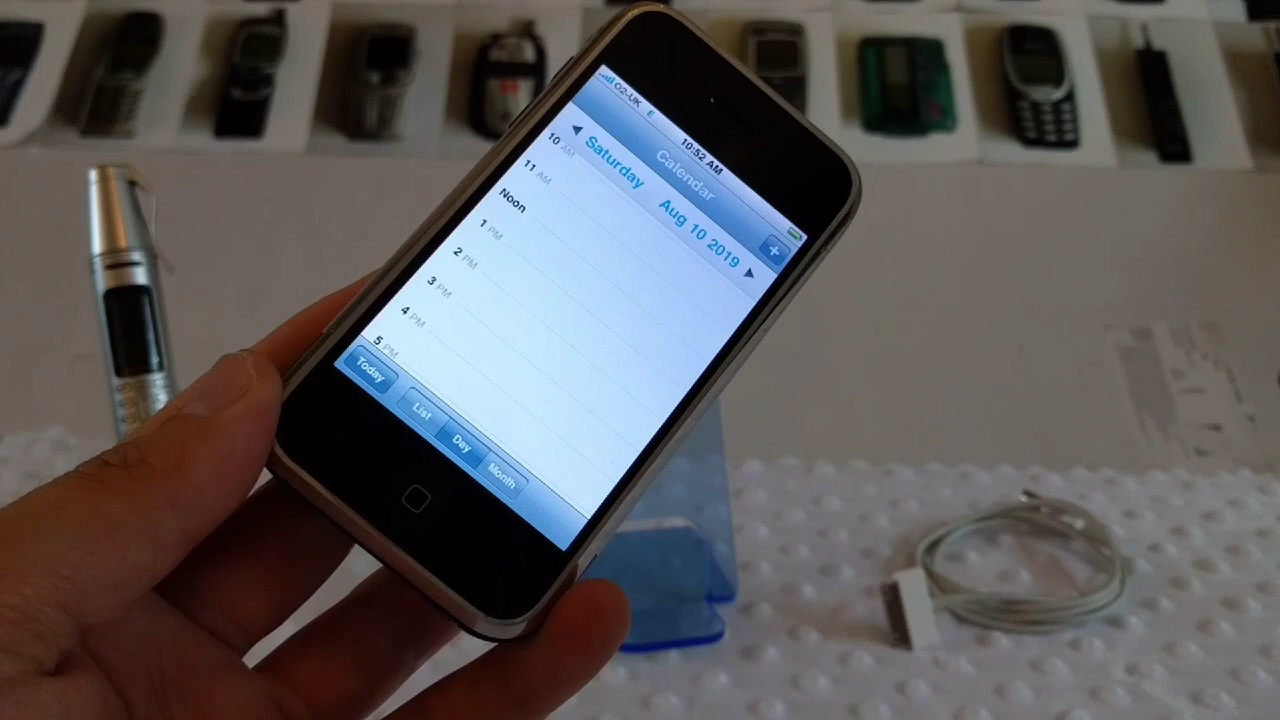 O2-UK E 10:52 AM
Calendar
+
Saturday Aug 10 2019
10 AM
11 AM
Noon
1 PM
2 PM
3 PM
4 PM
5 PM
Today List Day Month